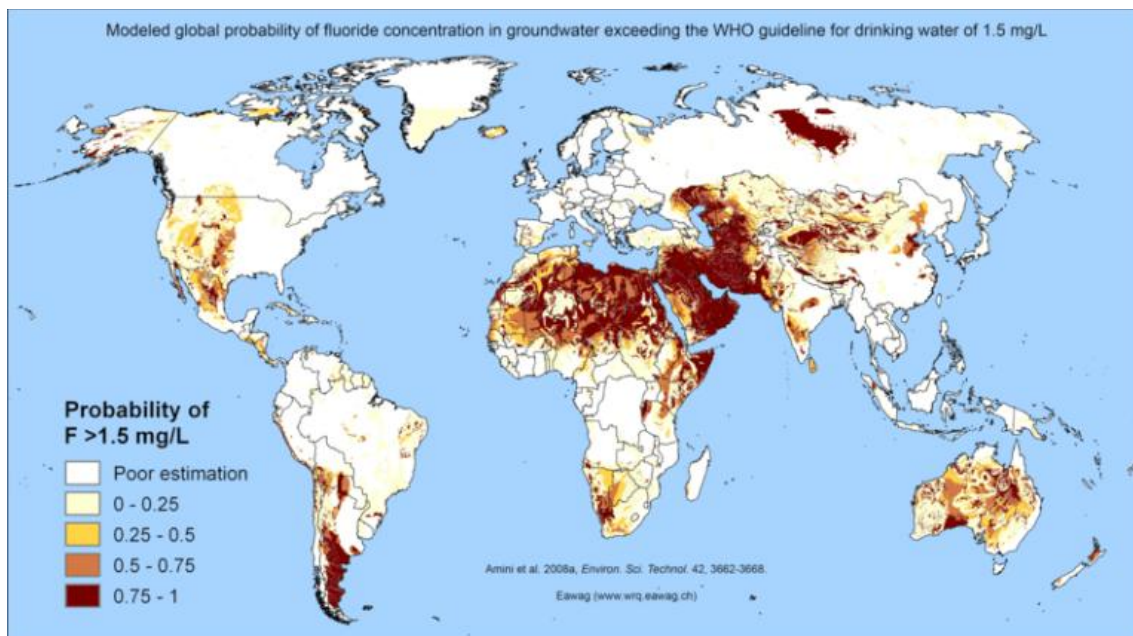 Modeled global probability of fluoride concentration in groundwater exceeding the WHO guideline for drinking water of 1.5 mg/L
Probability of
F >1.5 mg/L
Poor estimation
0 - 0.25
0.25 - 0.5
0.5 - 0.75
0.75 - 1
Amini et al. 2008a, Environ. Sci. Technol. 42, 3662-3668.
Eawag (www.wrq.eawag.ch)